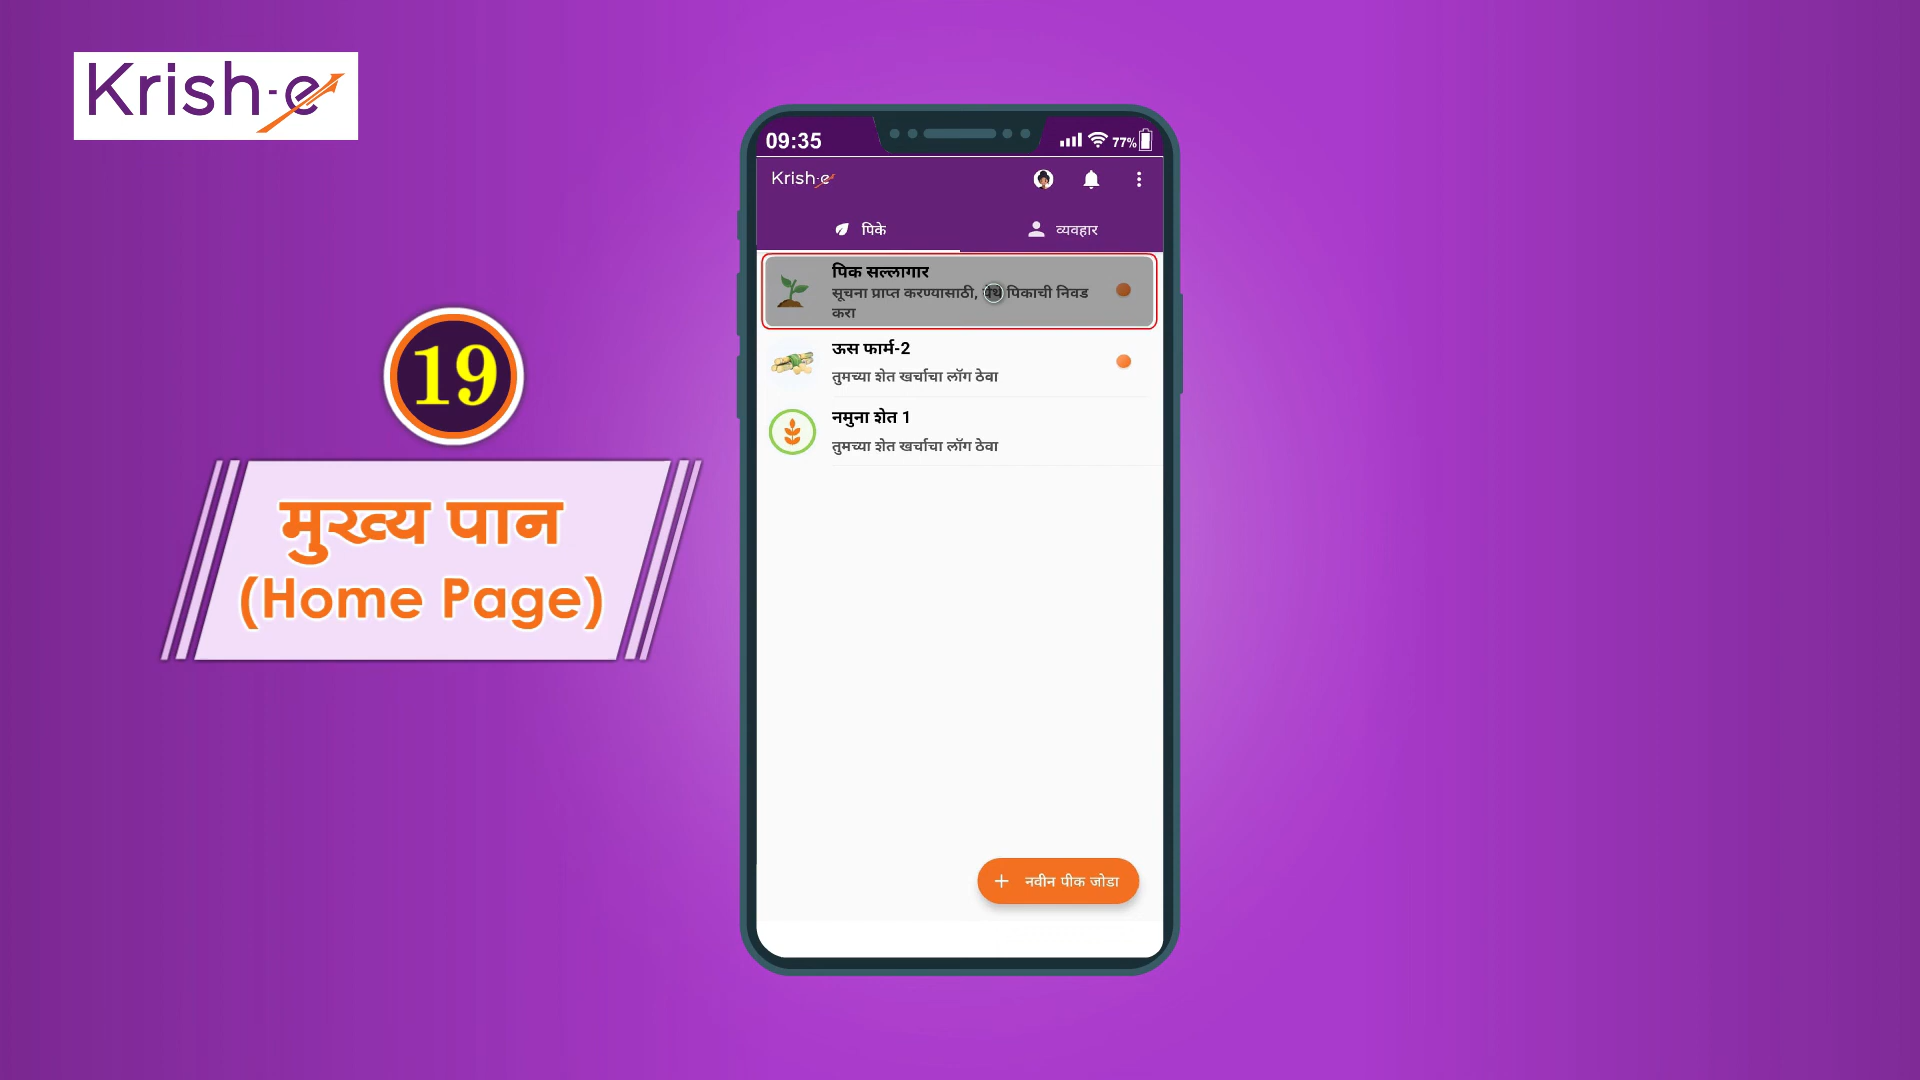 Krish-e
19
मुख्य पान
(Home Page)
09:35
77%
Krish-e
पिके
व्यवहार
पिक सल्लागार
सूचना प्राप्त करण्यासाठी, पिकाची निवड
करा
ऊस फार्म-2
तुमच्या शेत खर्चाचा लॉग ठेवा
नमुना शेत 1
तुमच्या शेत खर्चाचा लॉग ठेवा
+ नवीन पीक जोडा